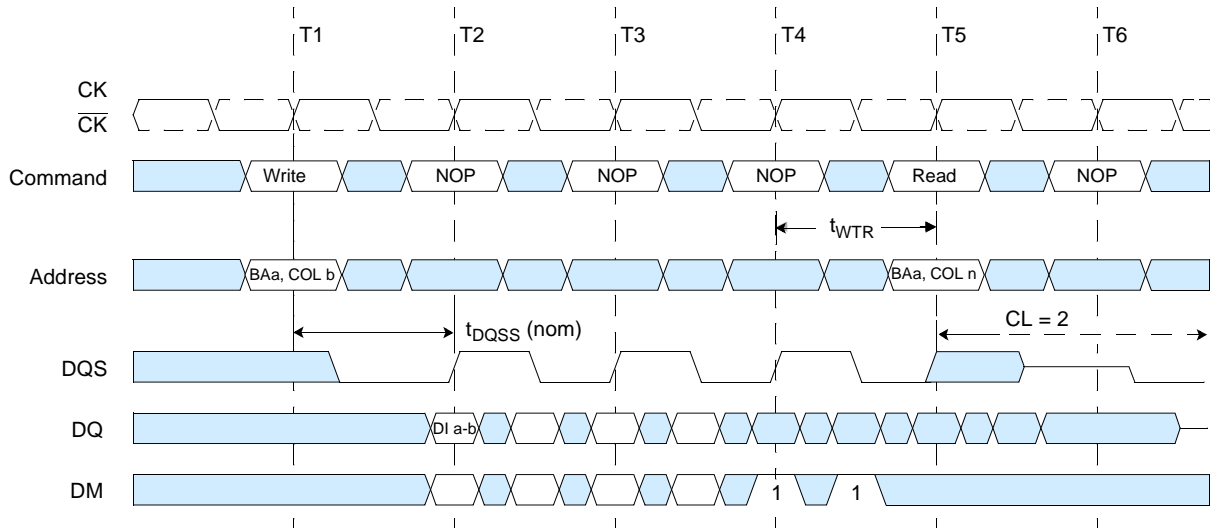 T1 T2 T3 T4 T5 T6
CK
CK
Command Write NOP NOP NOP Read NOP
tWTR
Address BAa, COL b BAa, COL n
tDQSS (nom) CL = 2
DQS
DQ DI a-b
DM 1 1